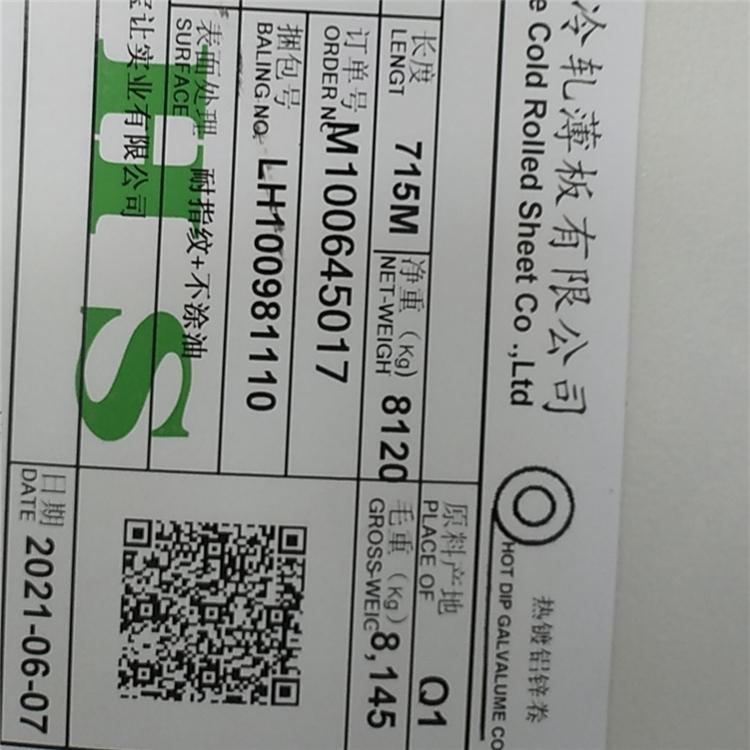 冷轧薄板有限公司
e Cold Rolled Sheet Co.,Ltd
热镀铝锌卷
HOT DIP GALVALUME CO
原料产地
PLACE OF
Q1
长度
LENGT
715M
净重(Kg)
NET-WEIGH
8120
毛重(Kg)
GROSS-WEIG
8,145
订单号
ORDER N
M100645017
捆包号
BALING NO
LH100981110
表面处理
SURFACE
耐指纹+不涂油
让实业有限公司
HS
日期
DATE
2021-06-07